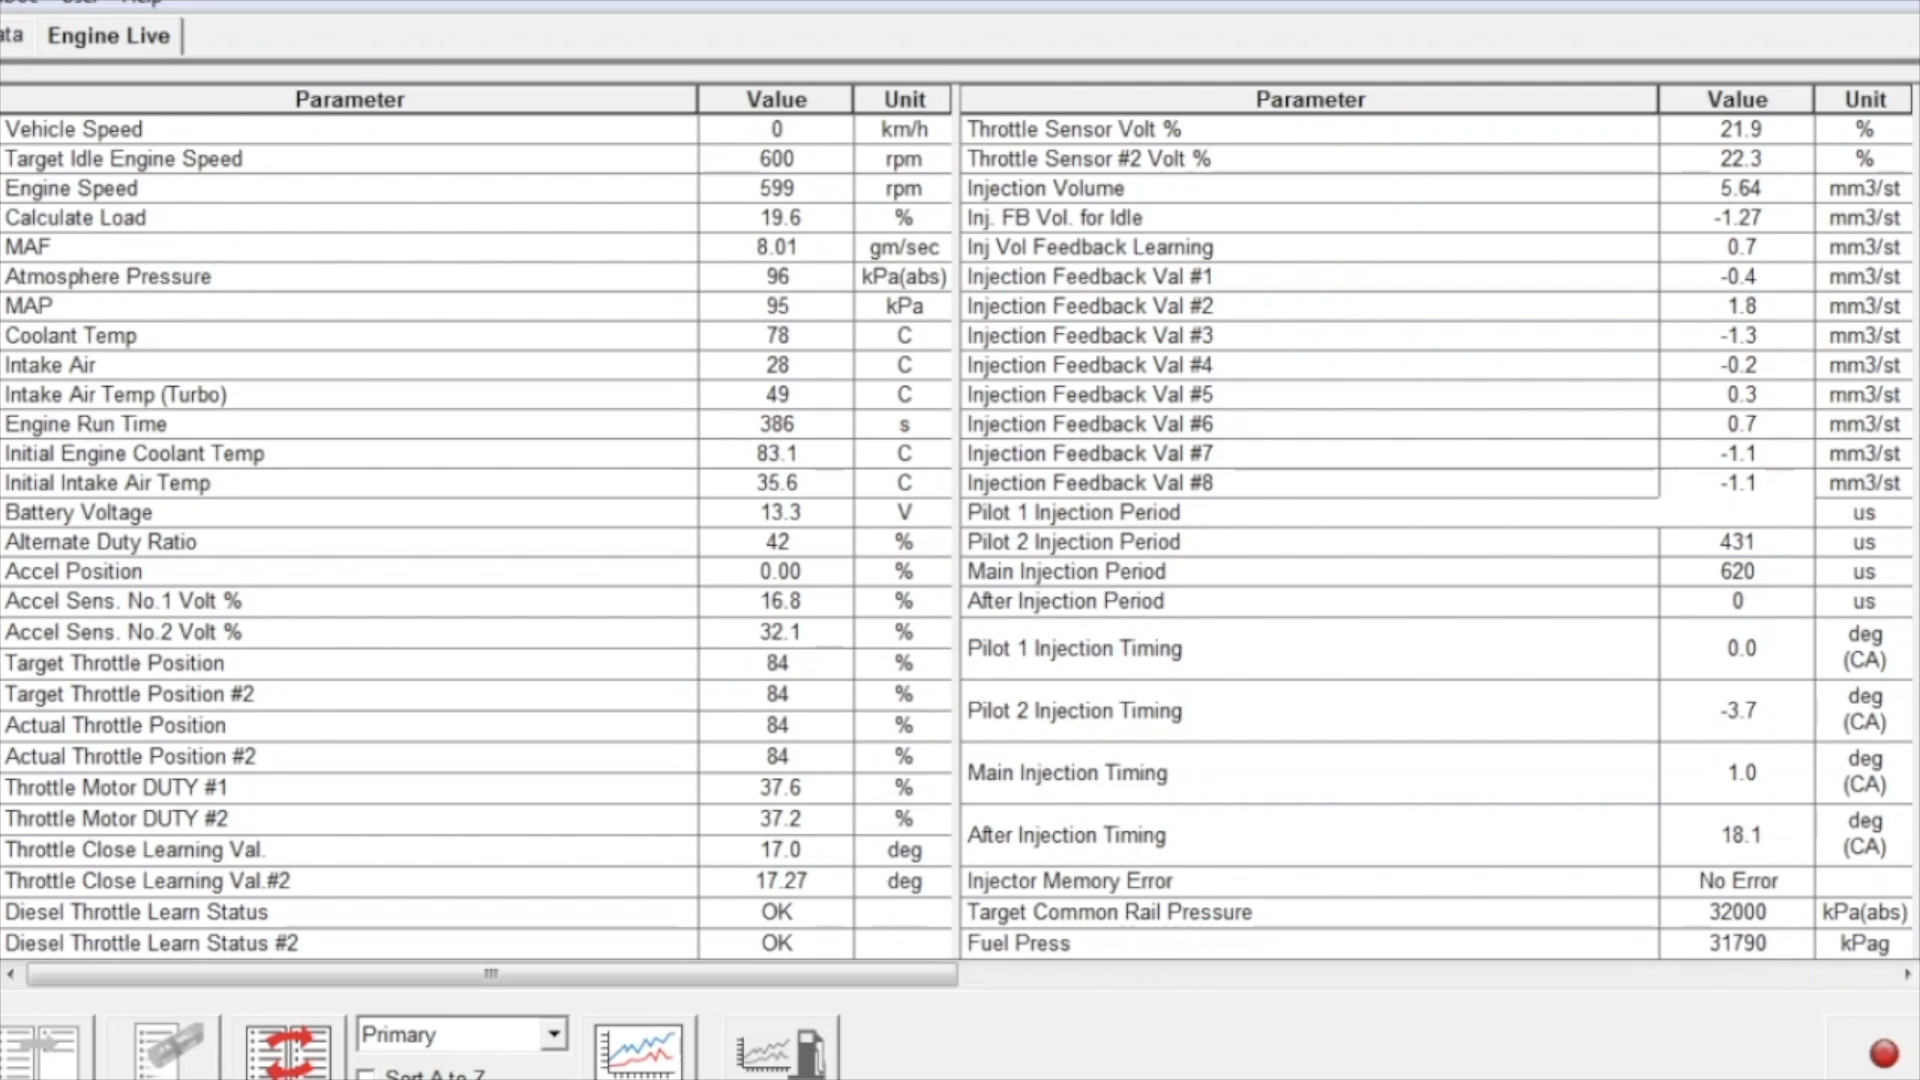 User Help
ata Engine Live
Parameter Value Unit Parameter Value Unit
Vehicle Speed 0 km/h Throttle Sensor Volt % 21.9 %
Target Idle Engine Speed 600 rpm Throttle Sensor #2 Volt % 22.3 %
Engine Speed 599 rpm Injection Volume 5.64 mm3/st
Calculate Load 19.6 % Inj. FB Vol. for Idle -1.27 mm3/st
MAF 8.01 gm/sec Inj Vol Feedback Learning 0.7 mm3/st
Atmosphere Pressure 96 kPa(abs) Injection Feedback Val #1 -0.4 mm3/st
MAP 95 kPa Injection Feedback Val #2 1.8 mm3/st
Coolant Temp 78 C Injection Feedback Val #3 -1.3 mm3/st
Intake Air 28 C Injection Feedback Val #4 -0.2 mm3/st
Intake Air Temp (Turbo) 49 C Injection Feedback Val #5 0.3 mm3/st
Engine Run Time 386 s Injection Feedback Val #6 0.7 mm3/st
Initial Engine Coolant Temp 83.1 C Injection Feedback Val #7 -1.1 mm3/st
Initial Intake Air Temp 35.6 C Injection Feedback Val #8 -1.1 mm3/st
Battery Voltage 13.3 V Pilot 1 Injection Period us
Alternate Duty Ratio 42 % Pilot 2 Injection Period 431 us
Accel Position 0.00 % Main Injection Period 620 us
Accel Sens. No.1 Volt % 16.8 % After Injection Period 0 us
Accel Sens. No.2 Volt % 32.1 % Pilot 1 Injection Timing 0.0 deg (CA)
Target Throttle Position 84 %
Target Throttle Position #2 84 % Pilot 2 Injection Timing -3.7 deg (CA)
Actual Throttle Position 84 %
Actual Throttle Position #2 84 % Main Injection Timing 1.0 deg (CA)
Throttle Motor DUTY #1 37.6 %
Throttle Motor DUTY #2 37.2 % After Injection Timing 18.1 deg (CA)
Throttle Close Learning Val. 17.0 deg
Throttle Close Learning Val.#2 17.27 deg Injector Memory Error No Error
Diesel Throttle Learn Status OK Target Common Rail Pressure 32000 kPa(abs)
Diesel Throttle Learn Status #2 OK Fuel Press 31790 kPag
Primary
Sort A to Z